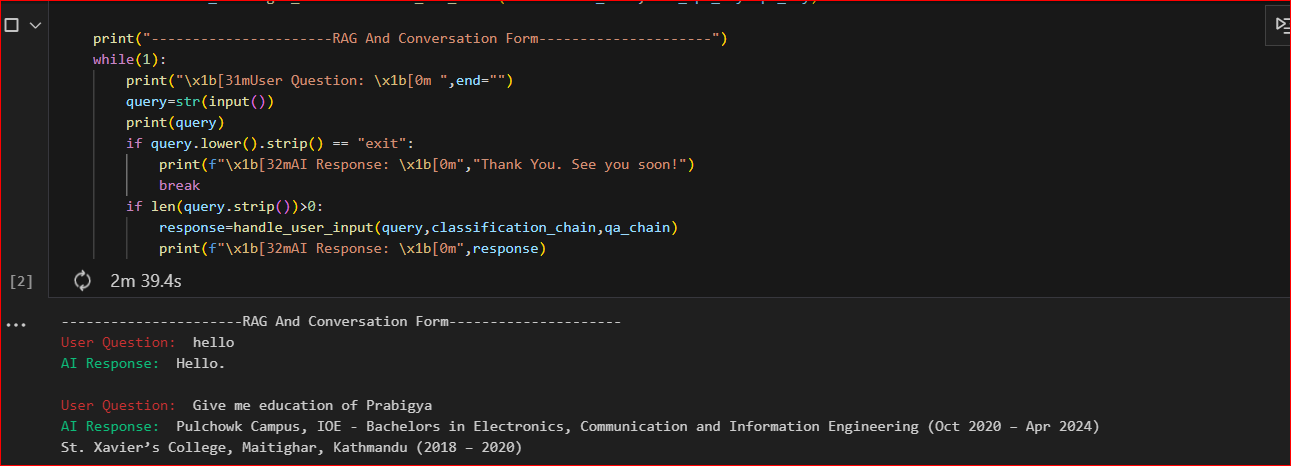 print("----------------------RAG And Conversation Form---------------------")
while(1):
print("\x1b[31mUser Question: \x1b[0m ",end="")
query=str(input())
print(query)
if query.lower().strip() == "exit":
print(f"\x1b[32mAI Response: \x1b[0m","Thank You. See you soon!")
break
if len(query.strip())>0:
response=handle_user_input(query,classification_chain,qa_chain)
print(f"\x1b[32mAI Response: \x1b[0m",response)
[2] 2m 39.4s
----------------------RAG And Conversation Form---------------------
User Question:  hello
AI Response:  Hello.
User Question:  Give me education of Prabigya
AI Response:  Pulchowk Campus, IOE - Bachelors in Electronics, Communication and Information Engineering (Oct 2020 – Apr 2024)
St. Xavier’s College, Maitighar, Kathmandu (2018 – 2020)